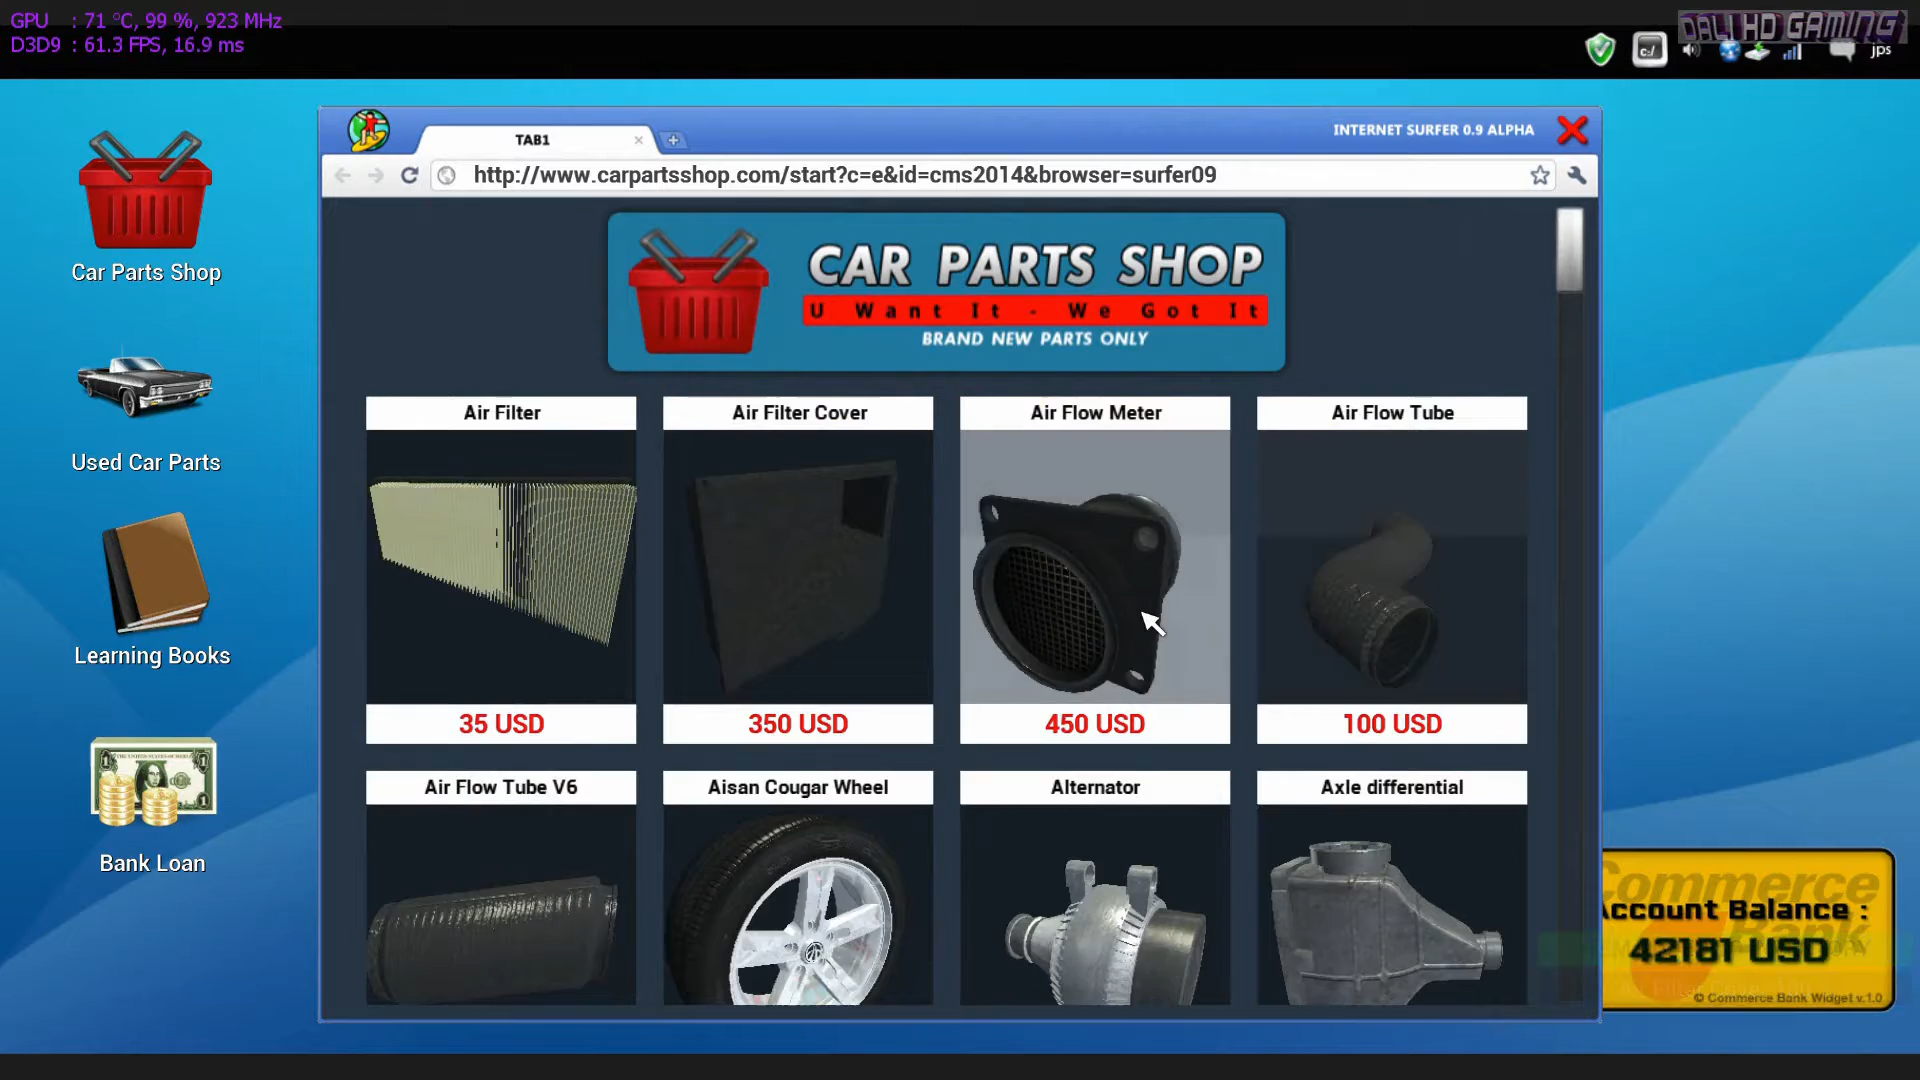 GPU : 71 °C, 99 %, 923 MHz
D3D9 : 61.3 FPS, 16.9 ms
DALI HD GAMING
c:/
jps
TAB1
INTERNET SURFER 0.9 ALPHA
http://www.carpartsshop.com/start?c=e&id=cms2014&browser=surfer09
Car Parts Shop
Used Car Parts
Learning Books
Bank Loan
CAR PARTS SHOP
U Want It - We Got It
BRAND NEW PARTS ONLY
Air Filter
Air Filter Cover
Air Flow Meter
Air Flow Tube
35 USD
350 USD
450 USD
100 USD
Air Flow Tube V6
Aisan Cougar Wheel
Alternator
Axle differential
Commerce
Bank
Account Balance :
42181 USD
© Commerce Bank Widget v.1.0